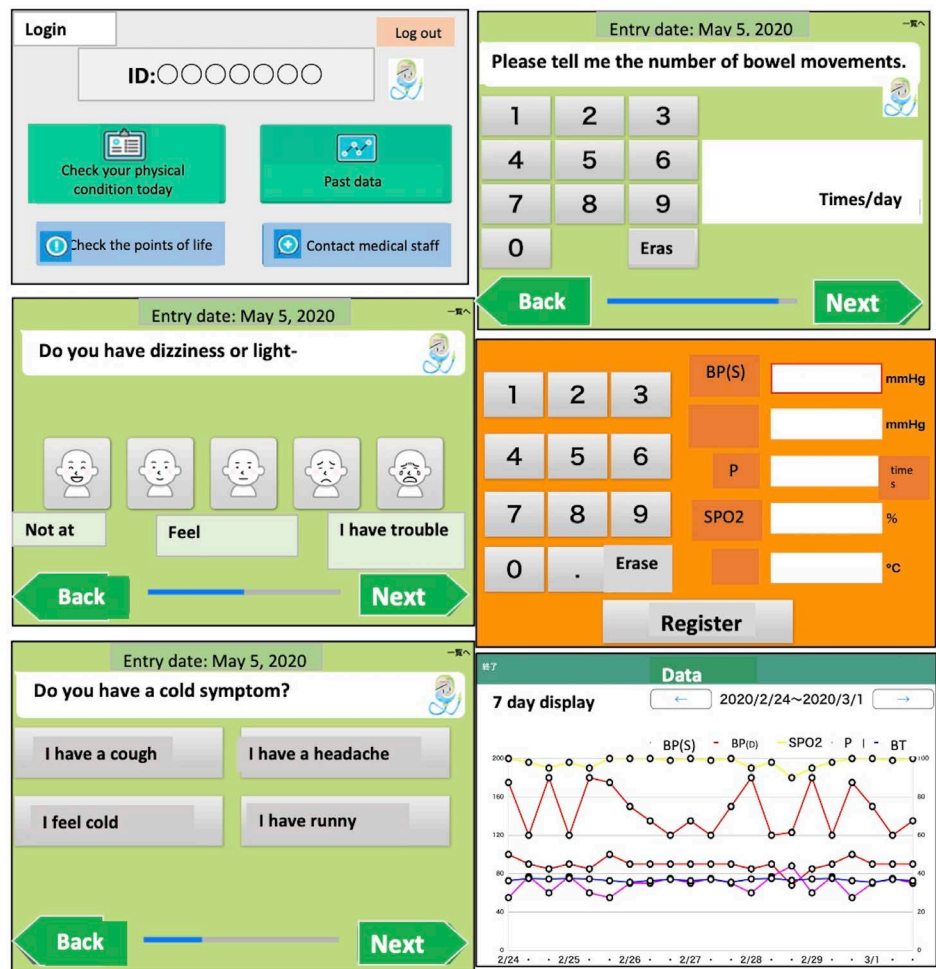 Login
Log out
ID:○○○○○○○
Check your physical
condition today
Past data
Check the points of life
Contact medical staff
Entry date: May 5, 2020
一覧へ
Please tell me the number of bowel movements.
1 2 3
4 5 6
7 8 9
0 Eras
Times/day
Back
Next
Entry date: May 5, 2020
一覧へ
Do you have dizziness or light-
Not at
Feel
I have trouble
Back
Next
1 2 3
4 5 6
7 8 9
0 . Erase
BP(S) mmHg
mmHg
P time
s
SPO2 %
°C
Register
Entry date: May 5, 2020
一覧へ
Do you have a cold symptom?
I have a cough
I have a headache
I feel cold
I have runny
Back
Next
終了
Data
7 day display
← 2020/2/24~2020/3/1 →
BP(S) BP(D) SPO2 P BT
200 100
160 80
120 60
80 40
40 20
0 0
2/24 2/25 2/26 2/27 2/28 2/29 3/1